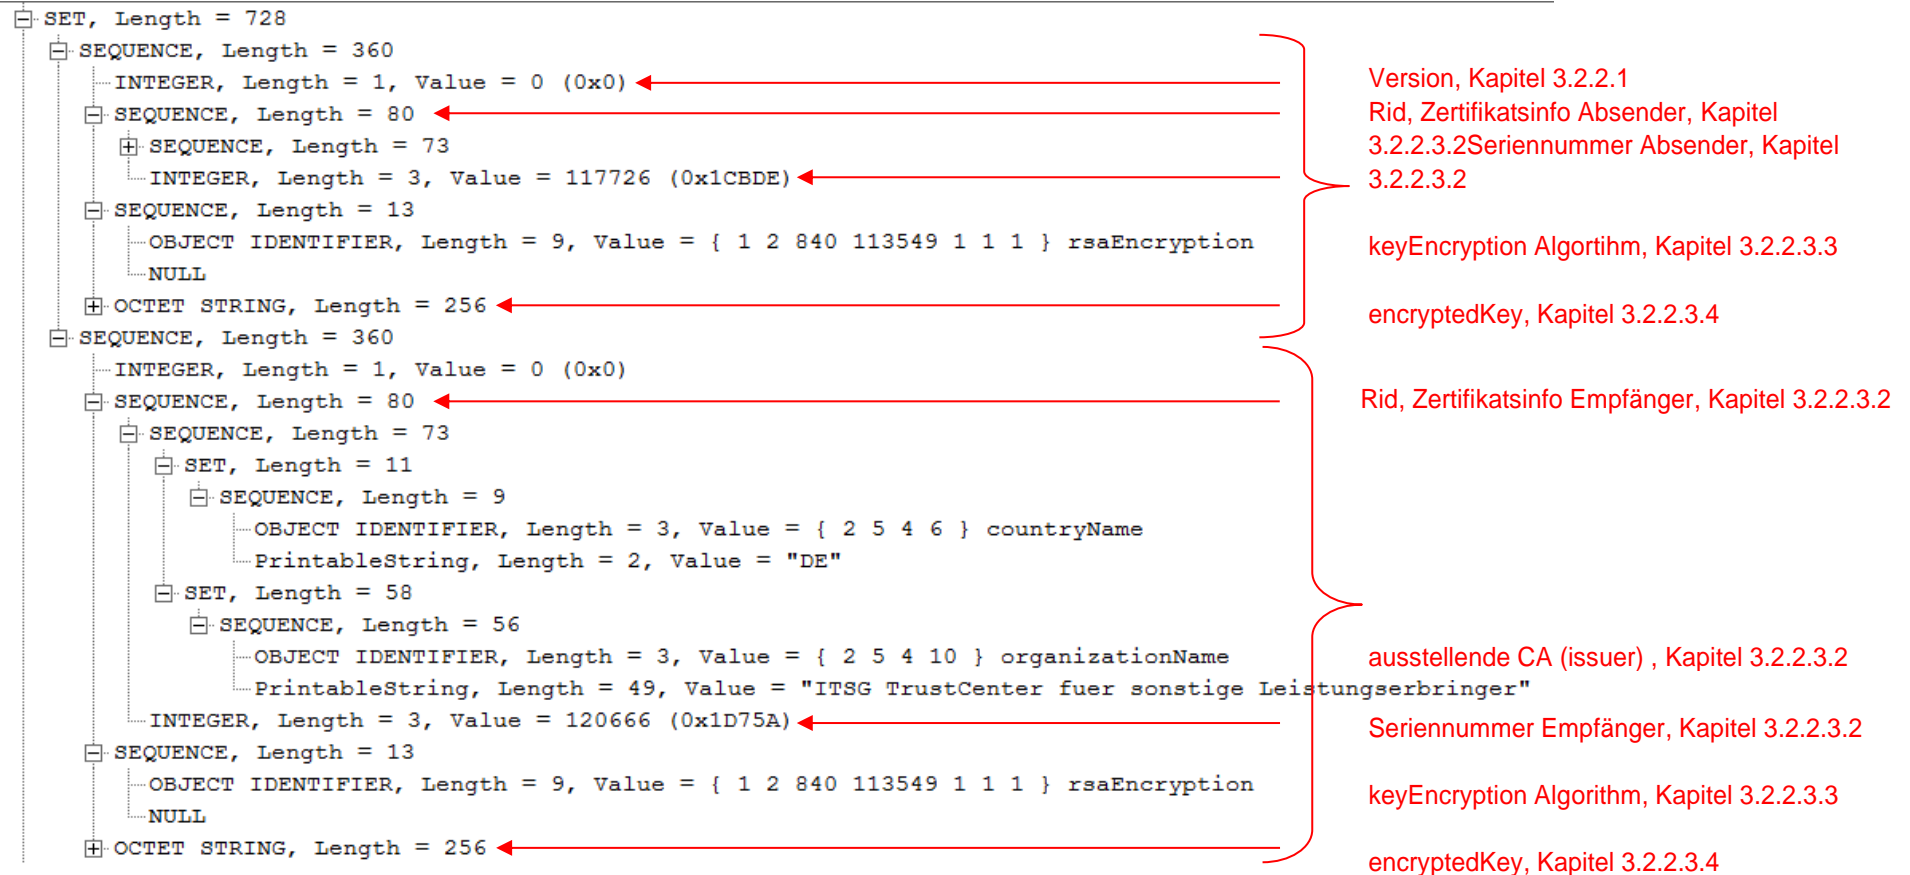 SET, Length = 728
SEQUENCE, Length = 360
INTEGER, Length = 1, Value = 0 (0x0)
Version, Kapitel 3.2.2.1
SEQUENCE, Length = 80
Rid, Zertifikatsinfo Absender, Kapitel
SEQUENCE, Length = 73
3.2.2.3.2Seriennummer Absender, Kapitel
INTEGER, Length = 3, Value = 117726 (0x1CBDE)
3.2.2.3.2
SEQUENCE, Length = 13
OBJECT IDENTIFIER, Length = 9, Value = { 1 2 840 113549 1 1 1 } rsaEncryption
keyEncryption Algortihm, Kapitel 3.2.2.3.3
NULL
OCTET STRING, Length = 256
encryptedKey, Kapitel 3.2.2.3.4
SEQUENCE, Length = 360
INTEGER, Length = 1, Value = 0 (0x0)
SEQUENCE, Length = 80
Rid, Zertifikatsinfo Empfänger, Kapitel 3.2.2.3.2
SEQUENCE, Length = 73
SET, Length = 11
SEQUENCE, Length = 9
OBJECT IDENTIFIER, Length = 3, Value = { 2 5 4 6 } countryName
PrintableString, Length = 2, Value = "DE"
SET, Length = 58
SEQUENCE, Length = 56
OBJECT IDENTIFIER, Length = 3, Value = { 2 5 4 10 } organizationName
ausstellende CA (issuer) , Kapitel 3.2.2.3.2
PrintableString, Length = 49, Value = "ITSG TrustCenter fuer sonstige Leistungserbringer"
INTEGER, Length = 3, Value = 120666 (0x1D75A)
Seriennummer Empfänger, Kapitel 3.2.2.3.2
SEQUENCE, Length = 13
OBJECT IDENTIFIER, Length = 9, Value = { 1 2 840 113549 1 1 1 } rsaEncryption
keyEncryption Algorithm, Kapitel 3.2.2.3.3
NULL
OCTET STRING, Length = 256
encryptedKey, Kapitel 3.2.2.3.4